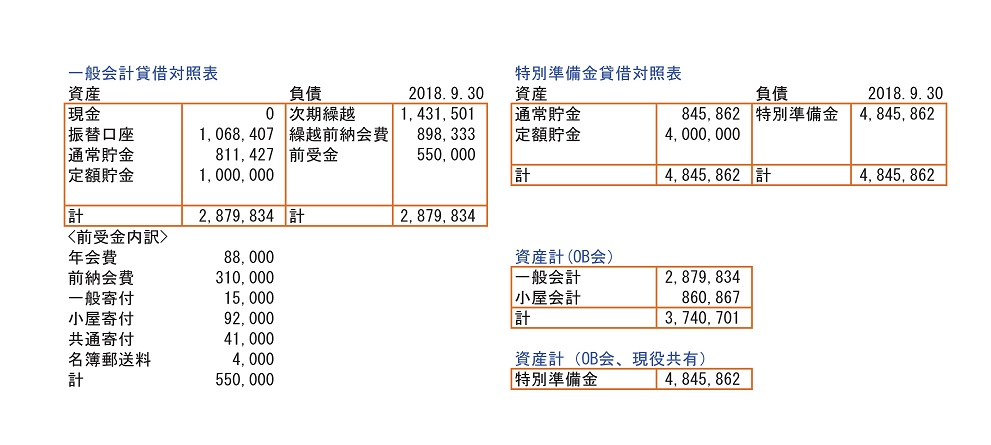 一般会計貸借対照表
資産 負債 2018.9.30
現金 0 次期繰越 1,431,501
振替口座 1,068,407 繰越前納会費 898,333
通常貯金 811,427 前受金 550,000
定額貯金 1,000,000
計 2,879,834 計 2,879,834
<前受金内訳>
年会費 88,000
前納会費 310,000
一般寄付 15,000
小屋寄付 92,000
共通寄付 41,000
名簿郵送料 4,000
計 550,000
特別準備金貸借対照表
資産 負債 2018.9.30
通常貯金 845,862 特別準備金 4,845,862
定額貯金 4,000,000
計 4,845,862 計 4,845,862
資産計(OB会)
一般会計 2,879,834
小屋会計 860,867
計 3,740,701
資産計（OB会、現役共有)
特別準備金 4,845,862